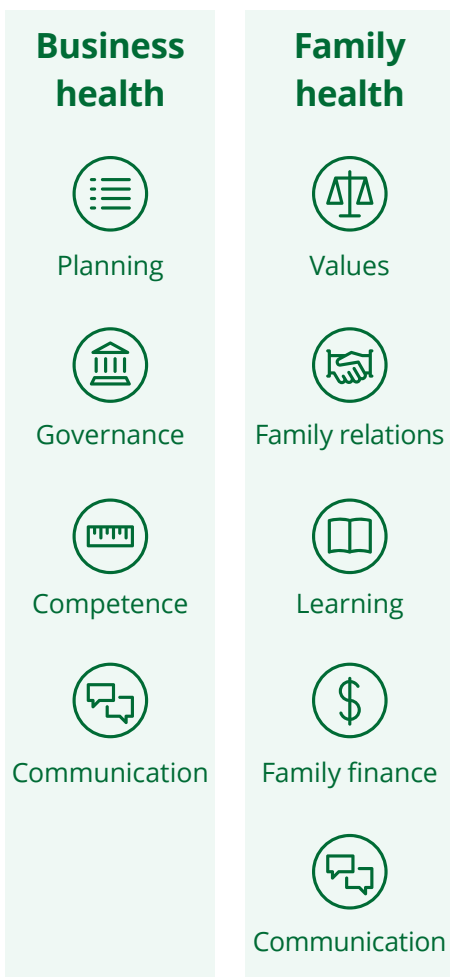 Business
health
Planning
Governance
Competence
Communication
Family
health
Values
Family relations
Learning
$
Family finance
Communication